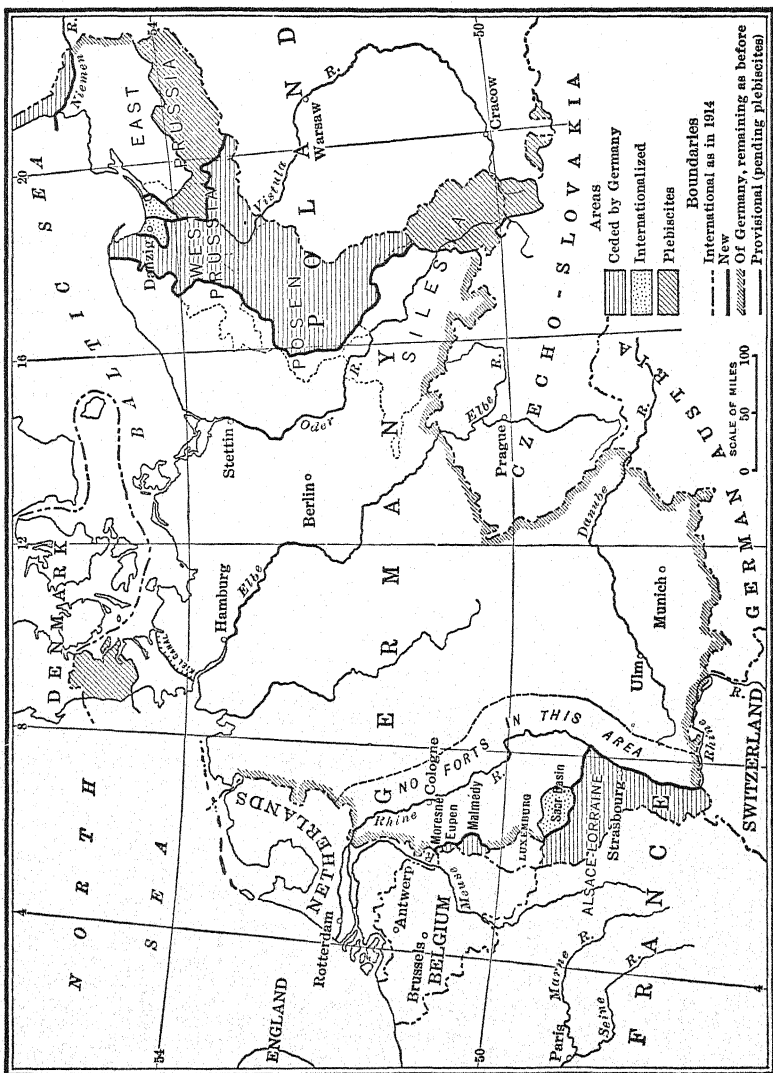 NORTH
SEA
DENMARK
BALTIC
SEA
Niemen
R.
54
54
50
50
4
4
8
12
16
20
ENGLAND
NETHERLANDS
Rotterdam
Antwerp
Brussels
BELGIUM
Meuse
R.
Moresnet
Eupen
Malmedy
LUXEMBURG
Cologne
Rhine
R.
NO FORTS IN THIS AREA
GERMANY
KIEL CANAL
Hamburg
Elbe
Berlin
Stettin
Oder
R.
Danzig
WEST
PRUSSIA
EAST
PRUSSIA
POSEN
POLAND
Vistula
R.
Warsaw
Cracow
SILESIA
Elbe
R.
Prague
CZECHO-SLOVAKIA
Danube
R.
Ulm
Munich
GERMAN AUSTRIA
Rhine
R.
SWITZERLAND
Saar Basin
ALSACE-LORRAINE
Strasbourg
FRANCE
Paris
Marne
R.
Seine
R.
Areas
Ceded by Germany
Internationalized
Plebiscites
Boundaries
International as in 1914
New
Of Germany, remaining as before
Provisional (pending plebiscites)
0 50 100
SCALE OF MILES